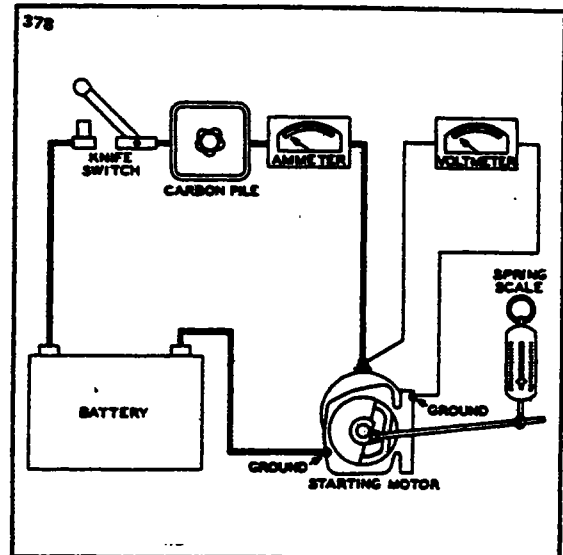 378
KNIFE
SWITCH
CARBON PILE
AMMETER
VOLTMETER
SPRING
SCALE
BATTERY
GROUND
GROUND
STARTING MOTOR